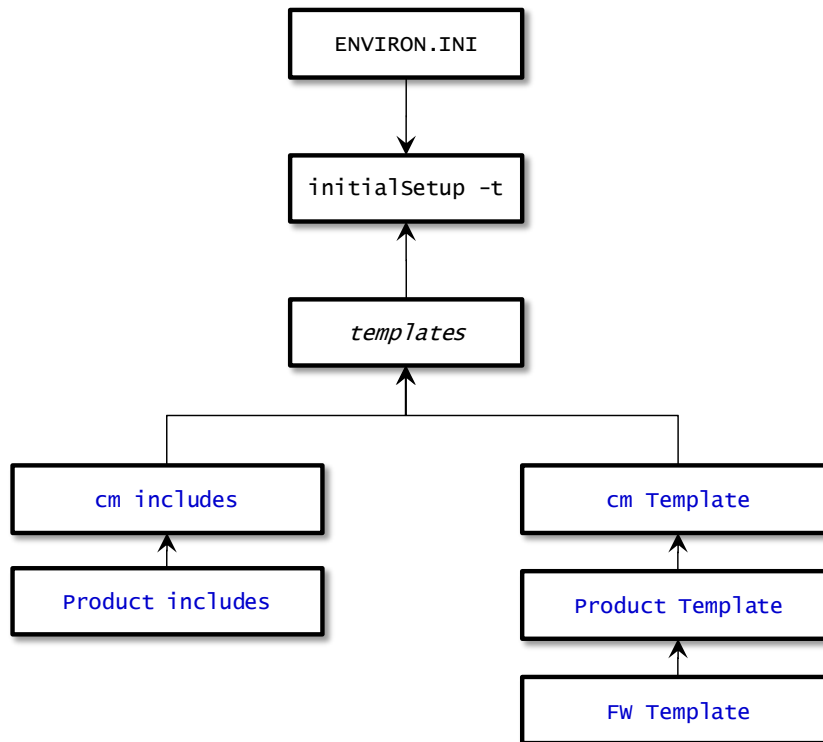 ENVIRON.INI
initialSetup -t
templates
cm includes
cm Template
Product includes
Product Template
FW Template